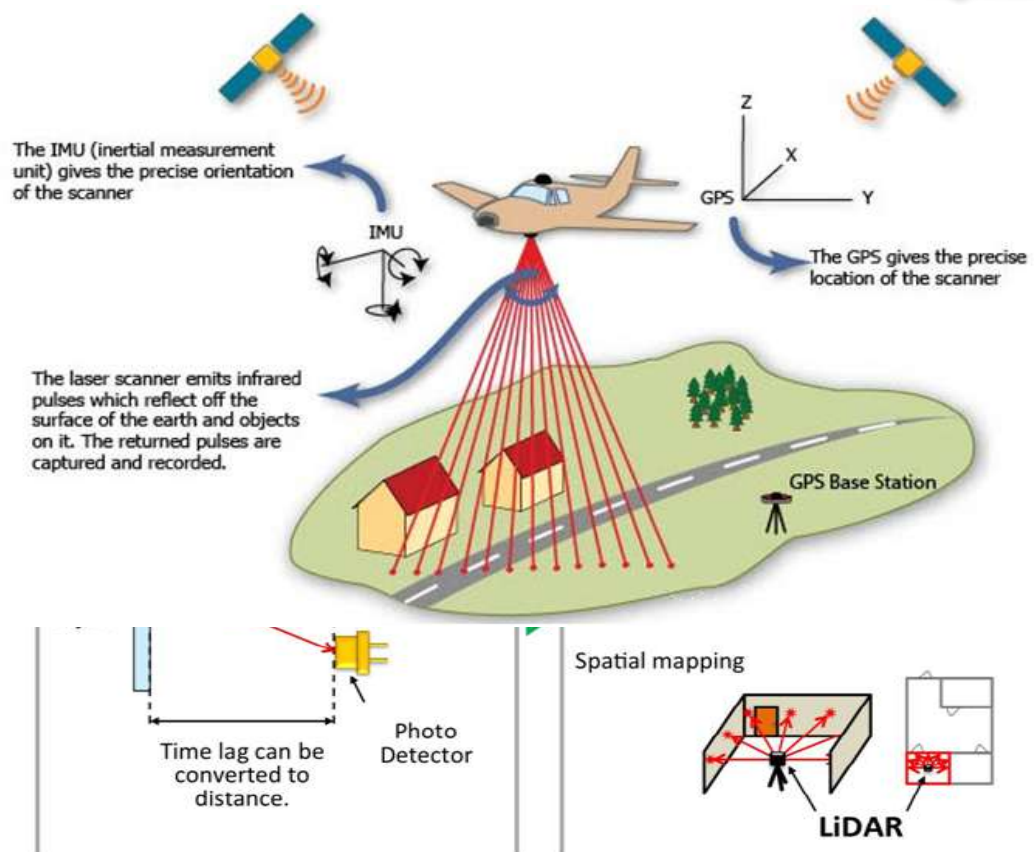 Z
X
GPS
Y
The IMU (inertial measurement
unit) gives the precise orientation
of the scanner
IMU
The GPS gives the precise
location of the scanner
The laser scanner emits infrared
pulses which reflect off the
surface of the earth and objects
on it. The returned pulses are
captured and recorded.
GPS Base Station
Photo
Detector
Time lag can be
converted to
distance.
Spatial mapping
LiDAR